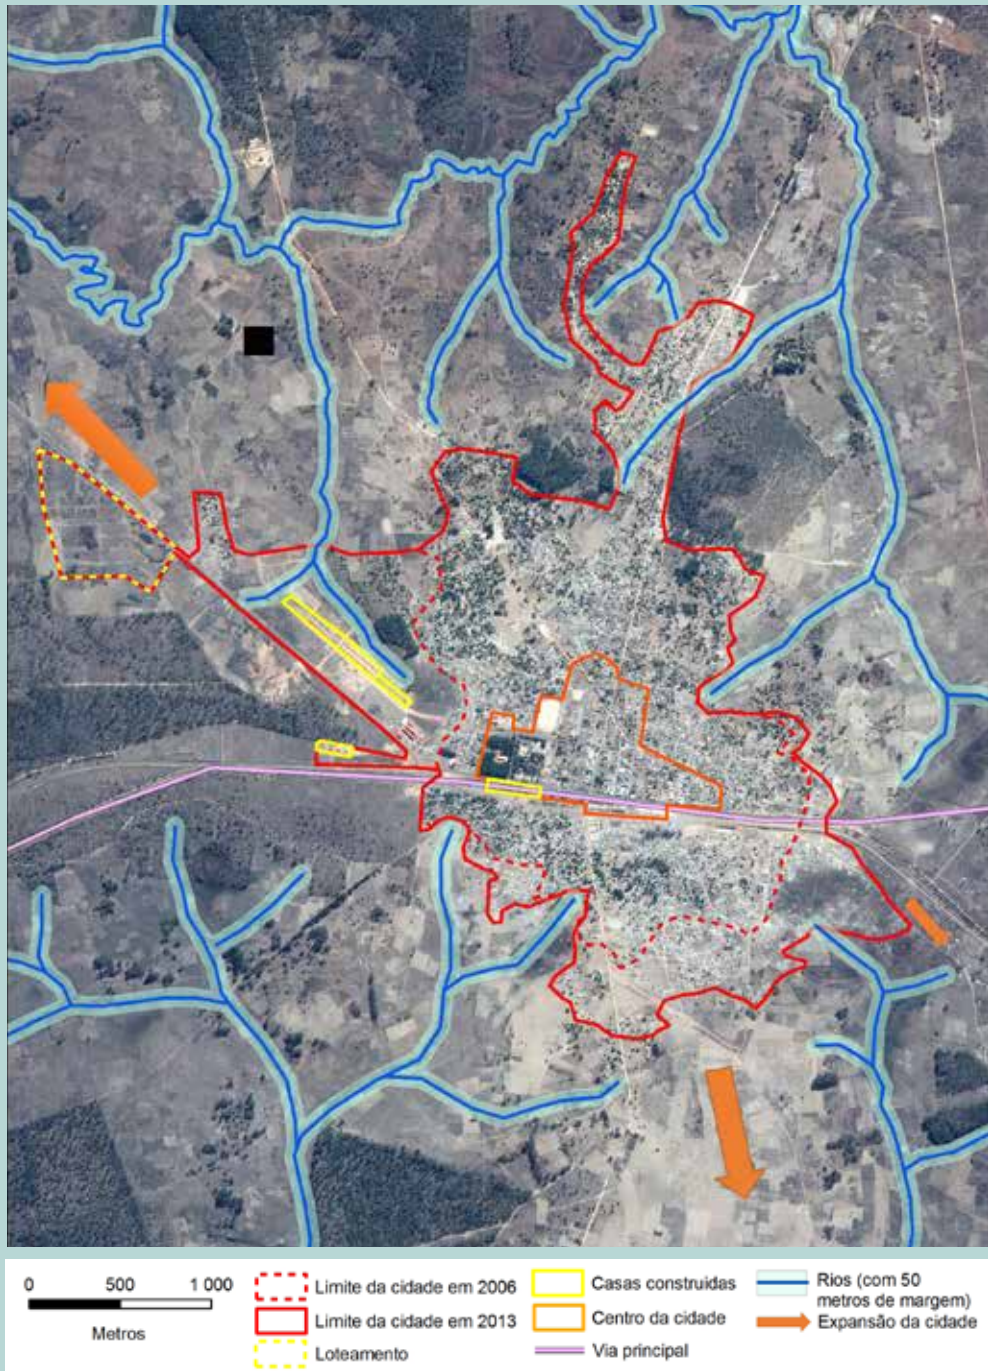 0 500 1 000
Metros
Limite da cidade em 2006
Limite da cidade em 2013
Loteamento
Casas construidas
Centro da cidade
Via principal
Rios (com 50
metros de margem)
Expansão da cidade